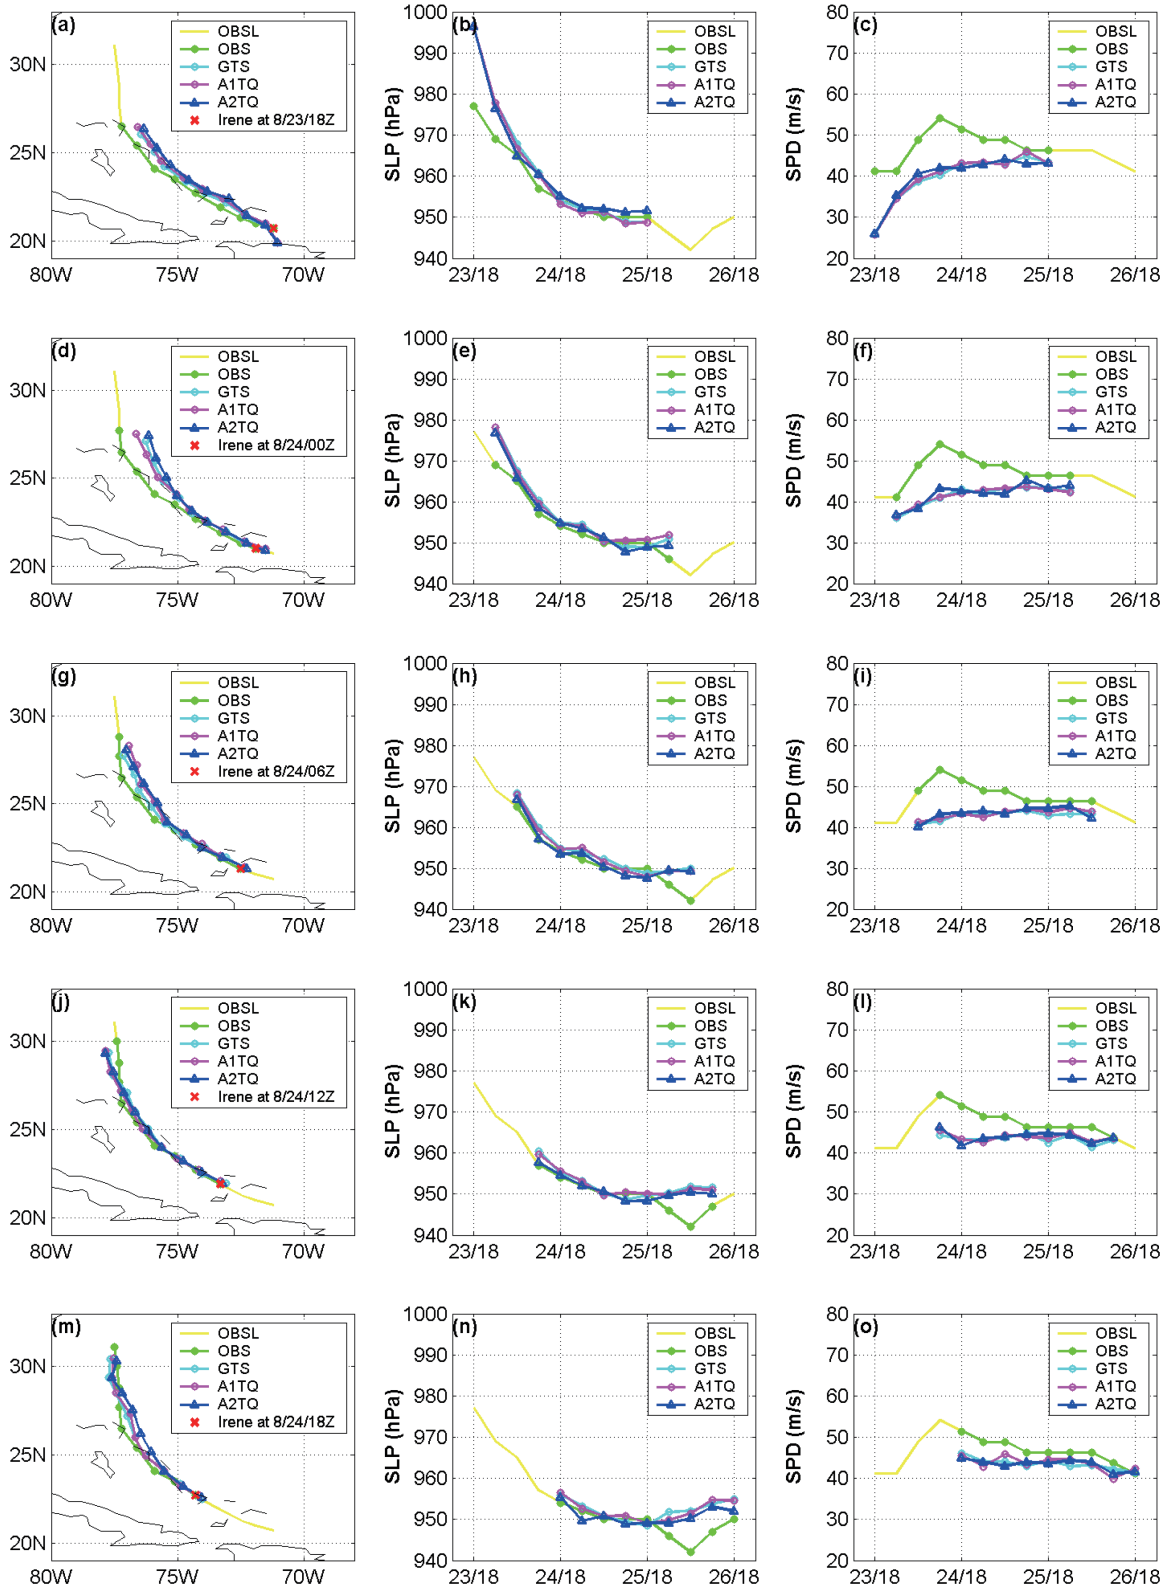 (a)
OBSL
OBS
GTS
A1TQ
A2TQ
Irene at 8/23/18Z
30N
25N
20N
80W 75W 70W
(b)
OBSL
OBS
GTS
A1TQ
A2TQ
SLP (hPa)
1000
990
980
970
960
950
940
23/18 24/18 25/18 26/18
(c)
OBSL
OBS
GTS
A1TQ
A2TQ
SPD (m/s)
80
70
60
50
40
30
20
23/18 24/18 25/18 26/18
(d)
OBSL
OBS
GTS
A1TQ
A2TQ
Irene at 8/24/00Z
30N
25N
20N
80W 75W 70W
(e)
OBSL
OBS
GTS
A1TQ
A2TQ
SLP (hPa)
1000
990
980
970
960
950
940
23/18 24/18 25/18 26/18
(f)
OBSL
OBS
GTS
A1TQ
A2TQ
SPD (m/s)
80
70
60
50
40
30
20
23/18 24/18 25/18 26/18
(g)
OBSL
OBS
GTS
A1TQ
A2TQ
Irene at 8/24/06Z
30N
25N
20N
80W 75W 70W
(h)
OBSL
OBS
GTS
A1TQ
A2TQ
SLP (hPa)
1000
990
980
970
960
950
940
23/18 24/18 25/18 26/18
(i)
OBSL
OBS
GTS
A1TQ
A2TQ
SPD (m/s)
80
70
60
50
40
30
20
23/18 24/18 25/18 26/18
(j)
OBSL
OBS
GTS
A1TQ
A2TQ
Irene at 8/24/12Z
30N
25N
20N
80W 75W 70W
(k)
OBSL
OBS
GTS
A1TQ
A2TQ
SLP (hPa)
1000
990
980
970
960
950
940
23/18 24/18 25/18 26/18
(l)
OBSL
OBS
GTS
A1TQ
A2TQ
SPD (m/s)
80
70
60
50
40
30
20
23/18 24/18 25/18 26/18
(m)
OBSL
OBS
GTS
A1TQ
A2TQ
Irene at 8/24/18Z
30N
25N
20N
80W 75W 70W
(n)
OBSL
OBS
GTS
A1TQ
A2TQ
SLP (hPa)
1000
990
980
970
960
950
940
23/18 24/18 25/18 26/18
(o)
OBSL
OBS
GTS
A1TQ
A2TQ
SPD (m/s)
80
70
60
50
40
30
20
23/18 24/18 25/18 26/18